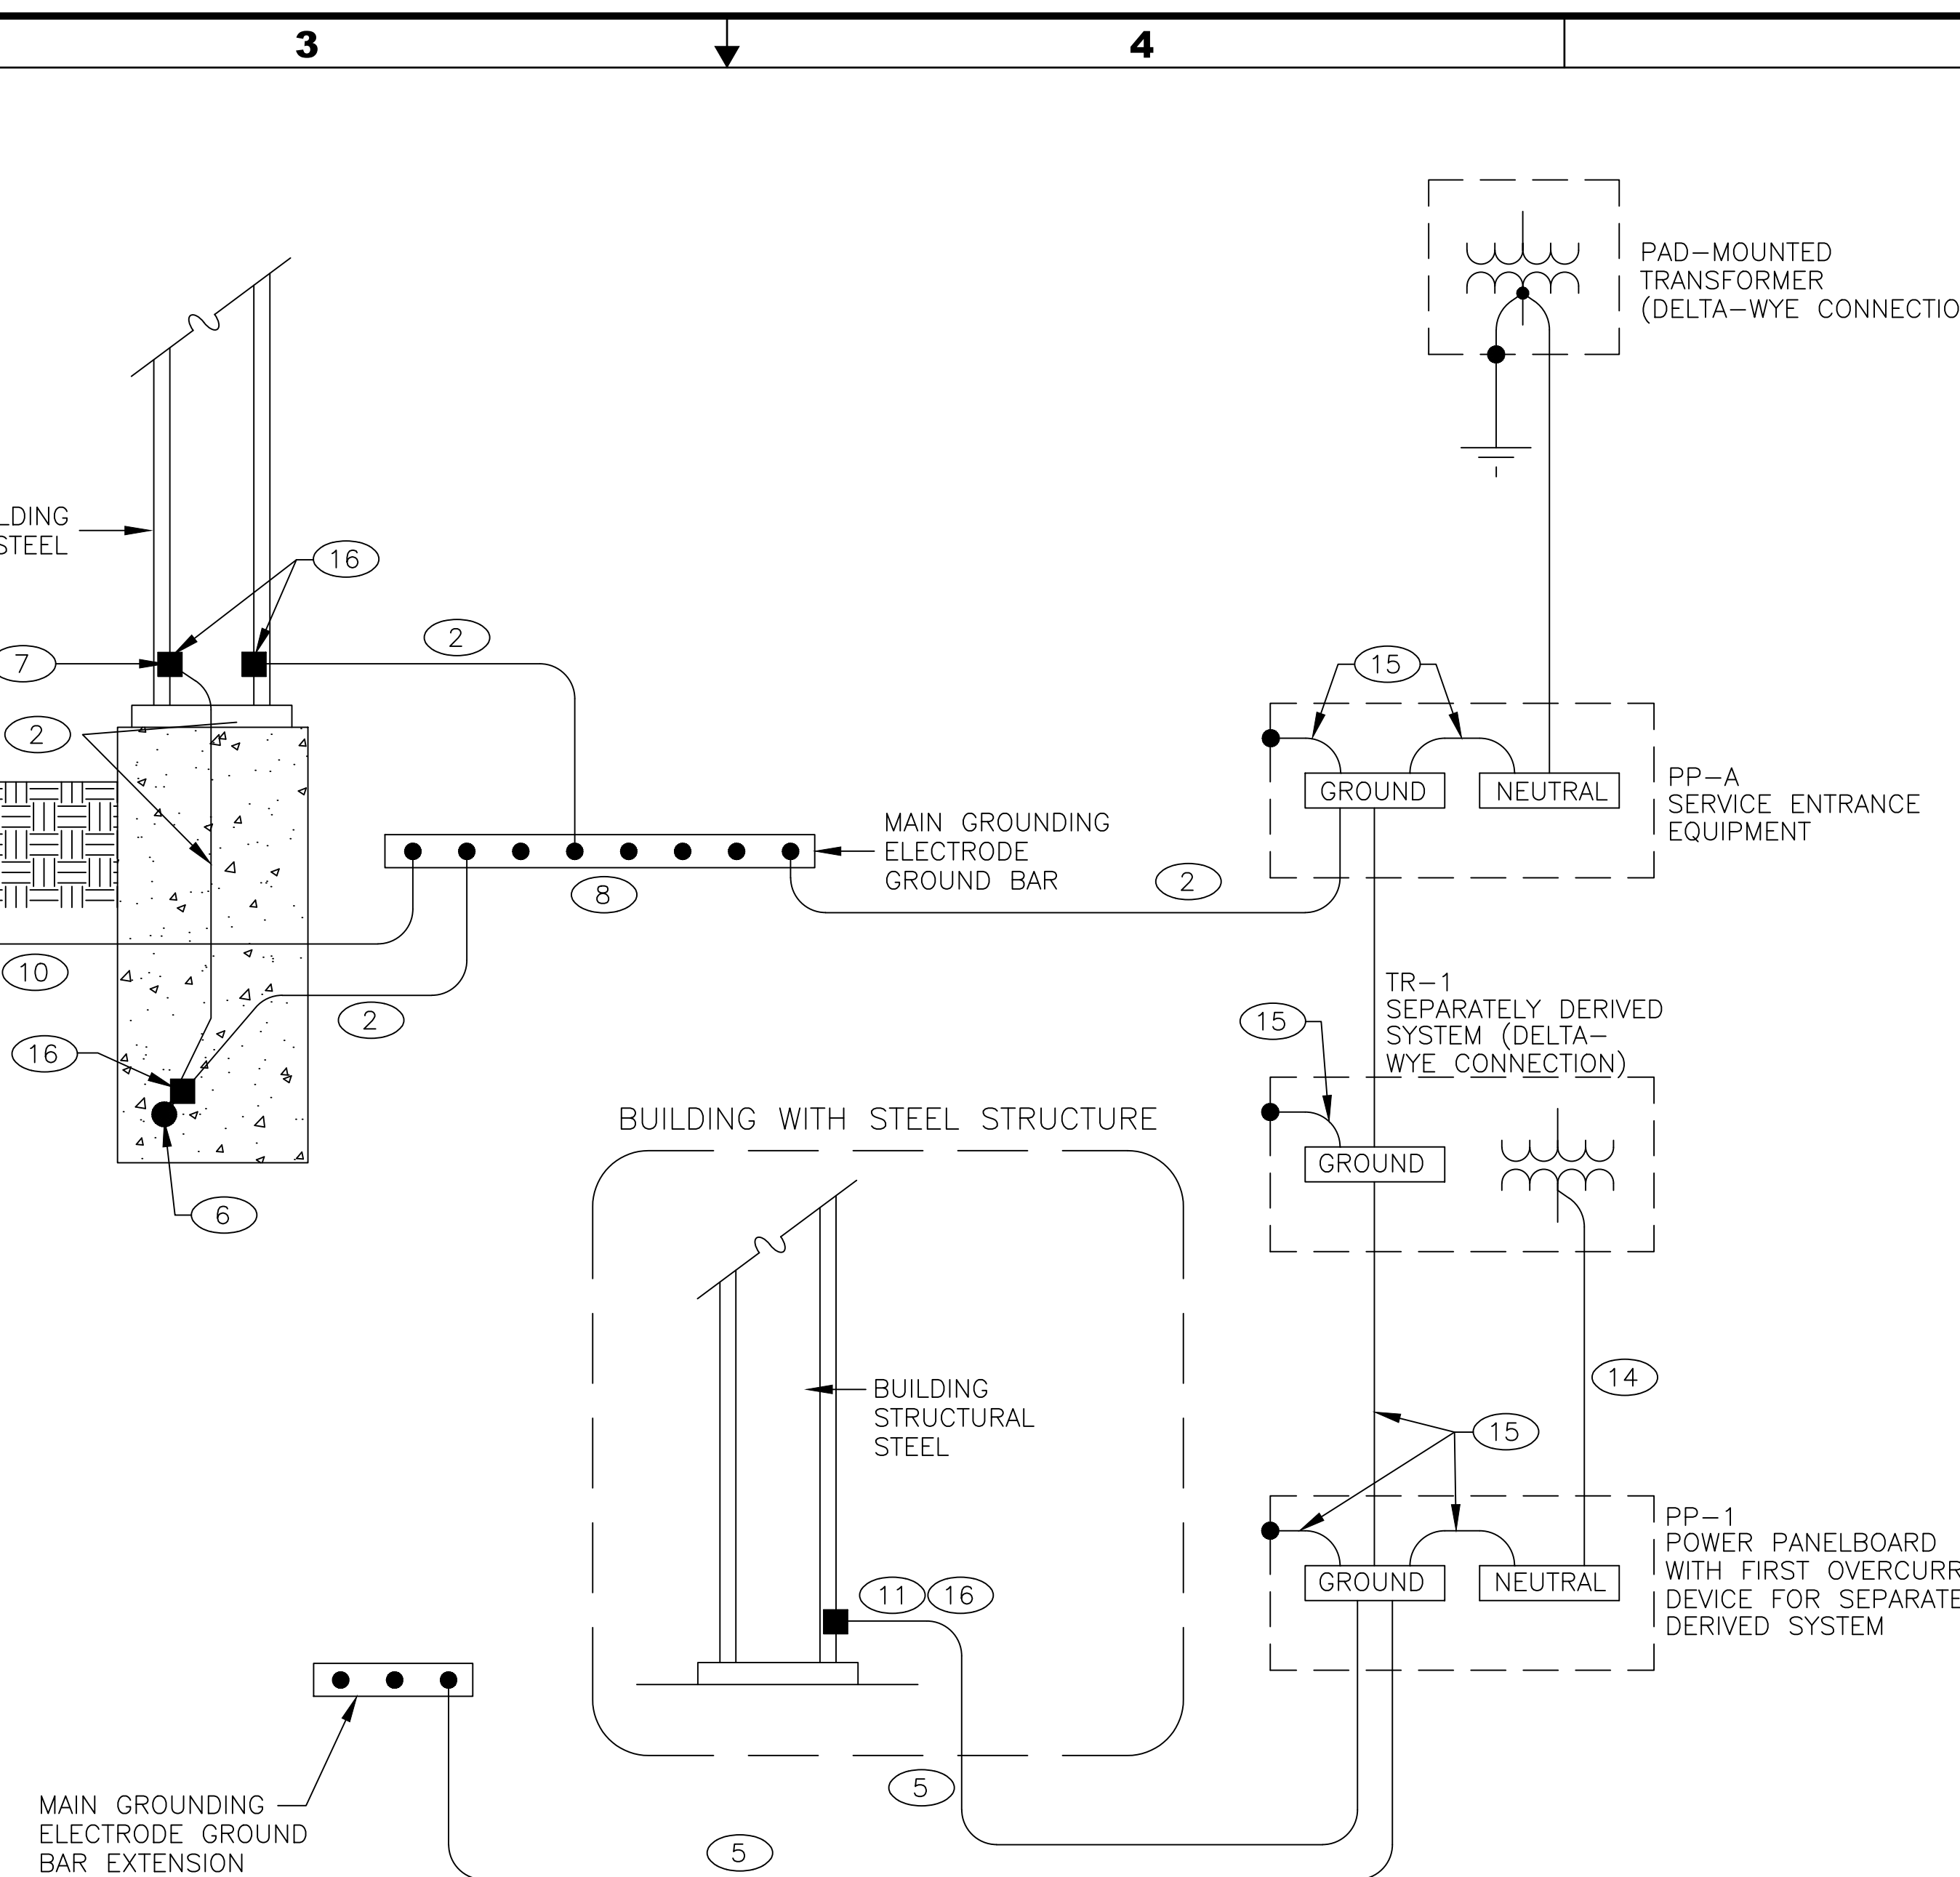 3
4
PAD-MOUNTED
TRANSFORMER
(DELTA-WYE CONNECTIO
LDING
STEEL
16
2
7
2
15
GROUND
NEUTRAL
PP-A
SERVICE ENTRANCE
EQUIPMENT
MAIN GROUNDING
ELECTRODE
GROUND BAR
8
2
10
2
16
6
TR-1
SEPARATELY DERIVED
SYSTEM (DELTA-
WYE CONNECTION)
15
GROUND
BUILDING WITH STEEL STRUCTURE
BUILDING
STRUCTURAL
STEEL
14
15
11
16
GROUND
NEUTRAL
PP-1
POWER PANELBOARD
WITH FIRST OVERCURR
DEVICE FOR SEPARATE
DERIVED SYSTEM
5
5
MAIN GROUNDING
ELECTRODE GROUND
BAR EXTENSION